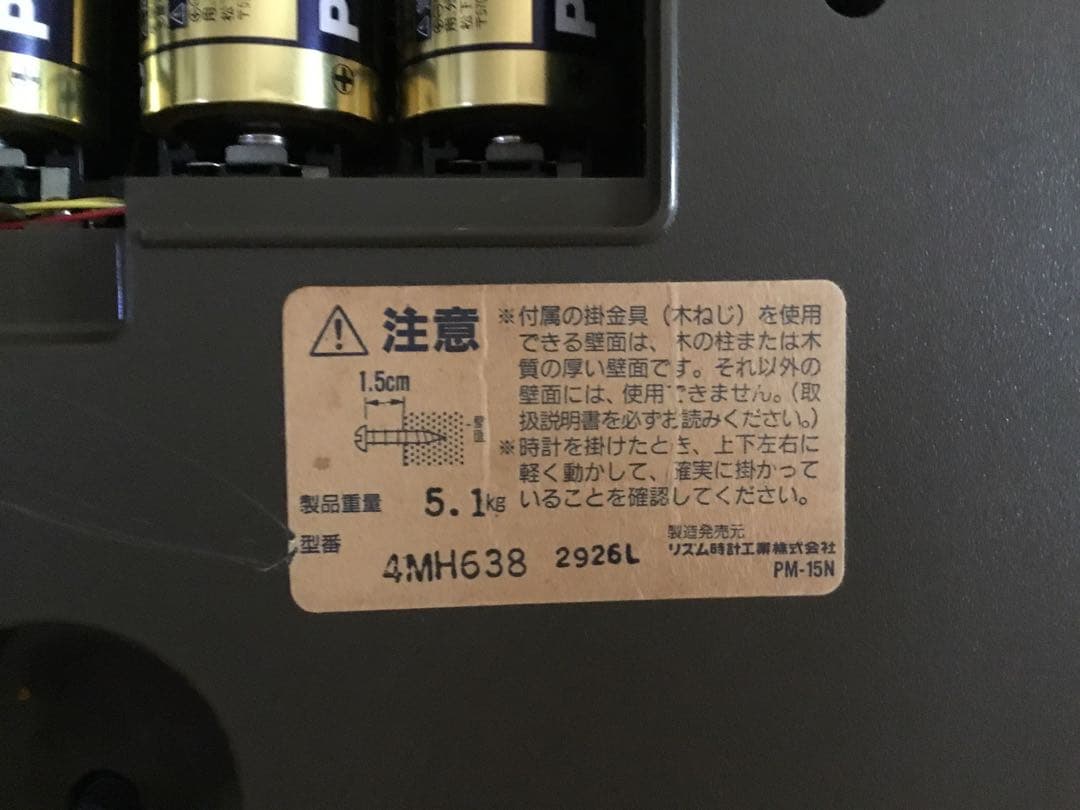 P
P
P
注意
1.5cm
壁面
※付属の掛金具（木ねじ）を使用
できる壁面は、木の柱または木
質の厚い壁面です。それ以外の
壁面には、使用できません。（取
扱説明書を必ずお読みください。）
※時計を掛けたとき、上下左右に
軽く動かして、確実に掛かって
いることを確認してください。
製品重量 5.1kg
型番 4MH638 2926L
製造発売元
リズム時計工業株式会社
PM-15N